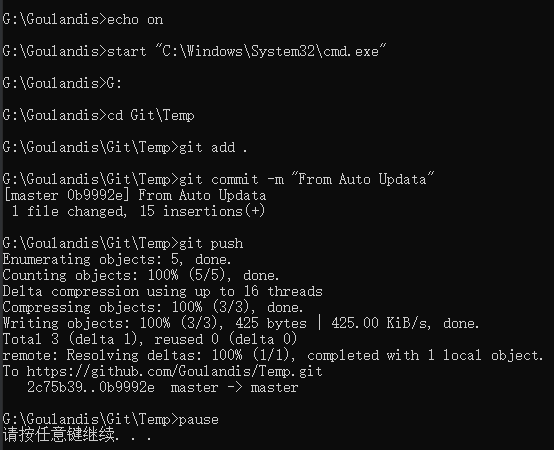 G:\Goulandis>echo on
G:\Goulandis>start "C:\Windows\System32\cmd.exe"
G:\Goulandis>G:
G:\Goulandis>cd Git\Temp
G:\Goulandis\Git\Temp>git add .
G:\Goulandis\Git\Temp>git commit -m "From Auto Updata"
[master 0b9992e] From Auto Updata
 1 file changed, 15 insertions(+)
G:\Goulandis\Git\Temp>git push
Enumerating objects: 5, done.
Counting objects: 100% (5/5), done.
Delta compression using up to 16 threads
Compressing objects: 100% (3/3), done.
Writing objects: 100% (3/3), 425 bytes | 425.00 KiB/s, done.
Total 3 (delta 1), reused 0 (delta 0)
remote: Resolving deltas: 100% (1/1), completed with 1 local object.
To https://github.com/Goulandis/Temp.git
   2c75b39..0b9992e  master -> master
G:\Goulandis\Git\Temp>pause
请按任意键继续. . .